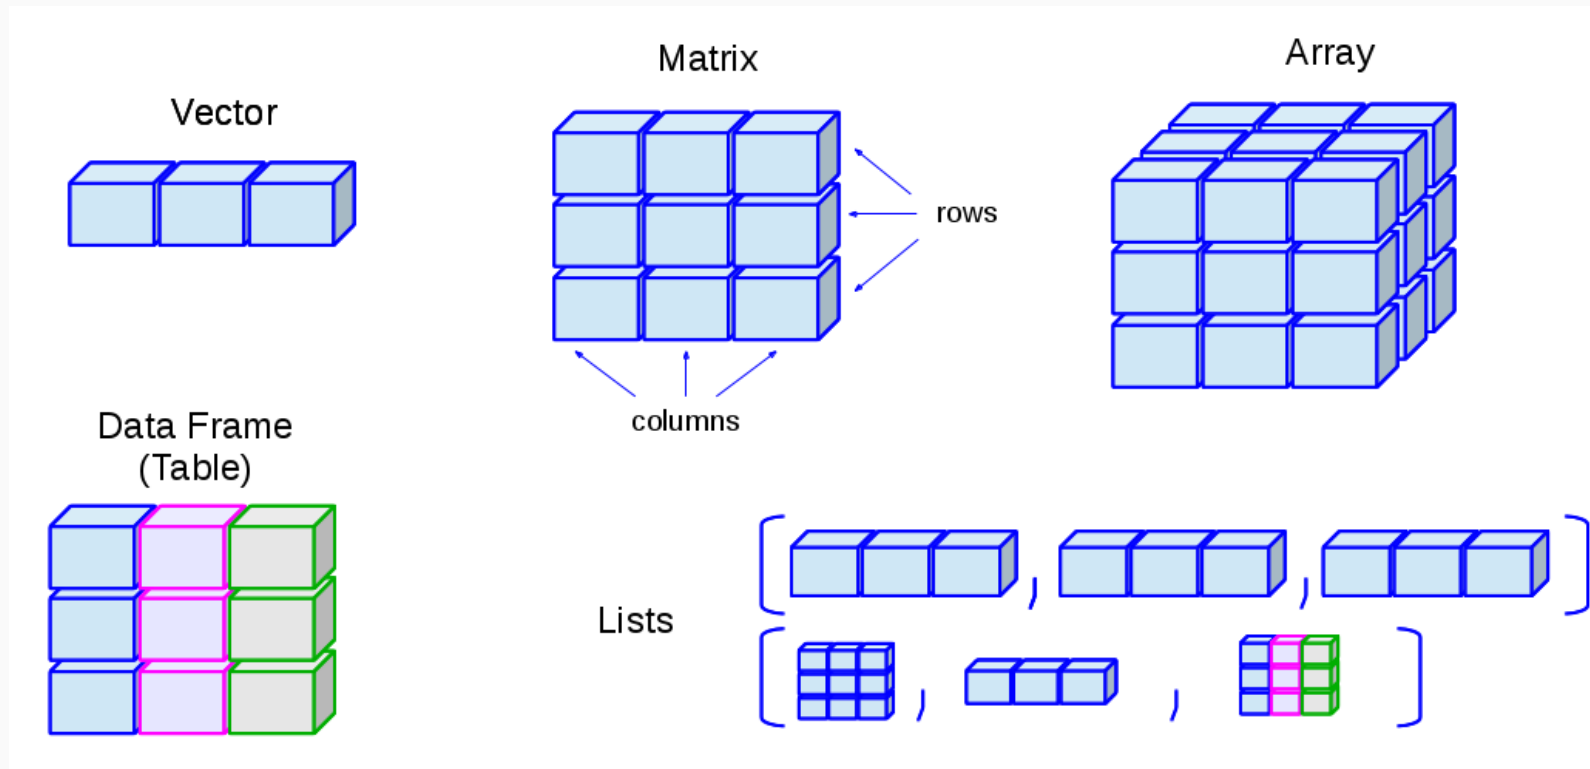 Vector
Matrix
Array
rows
columns
Data Frame
(Table)
Lists